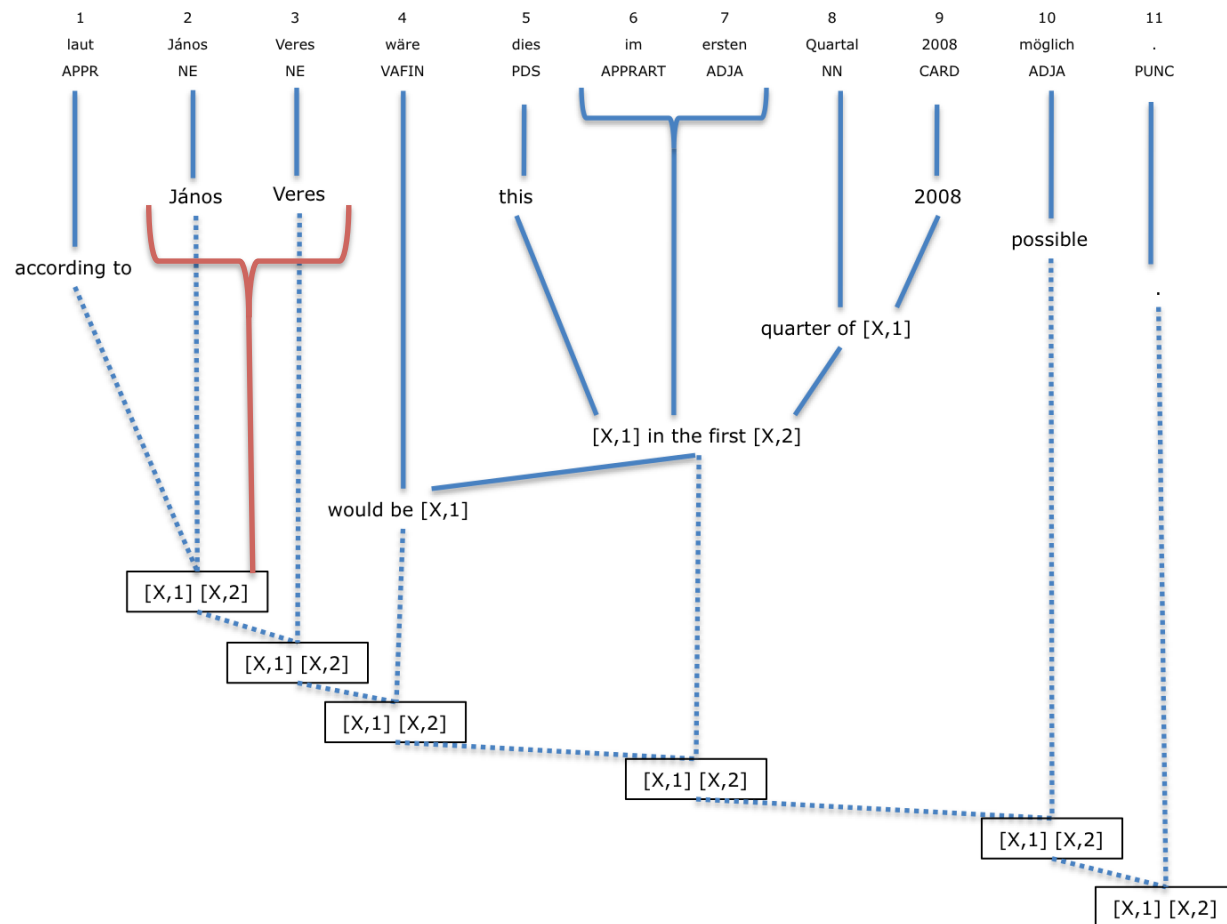 1 2 3 4 5 6 7 8 9 10 11
laut János Veres wäre dies im ersten Quartal 2008 möglich .
APPR NE NE VAFIN PDS APPRART ADJA NN CARD ADJA PUNC
János Veres this 2008
possible
according to .
quarter of [X,1]
[X,1] in the first [X,2]
would be [X,1]
[X,1] [X,2]
[X,1] [X,2]
[X,1] [X,2]
[X,1] [X,2]
[X,1] [X,2]
[X,1] [X,2]